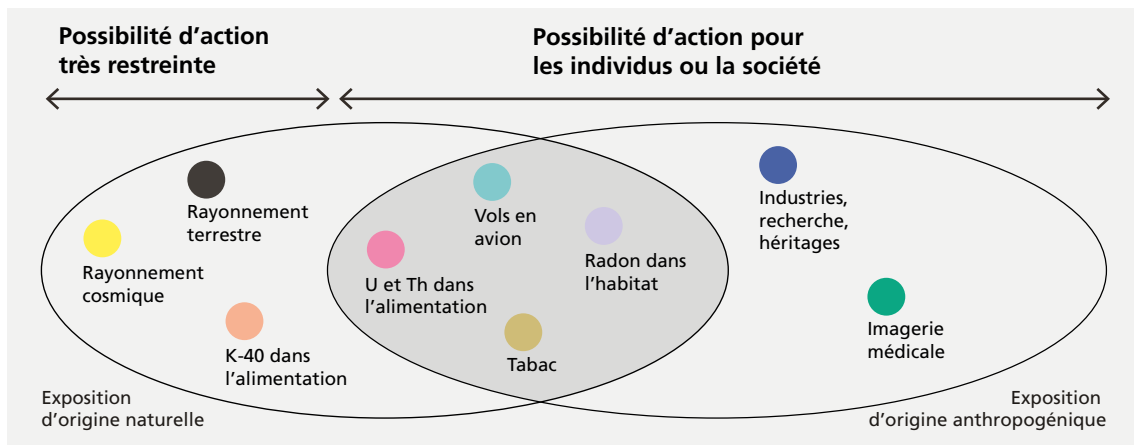 Possibilité d’action
très restreinte
Possibilité d’action pour
les individus ou la société
Rayonnement
terrestre
Rayonnement
cosmique
K-40 dans
l’alimentation
Vols en
avion
U et Th dans
l’alimentation
Radon dans
l’habitat
Tabac
Industries,
recherche,
héritages
Imagerie
médicale
Exposition
d’origine naturelle
Exposition
d’origine anthropogénique